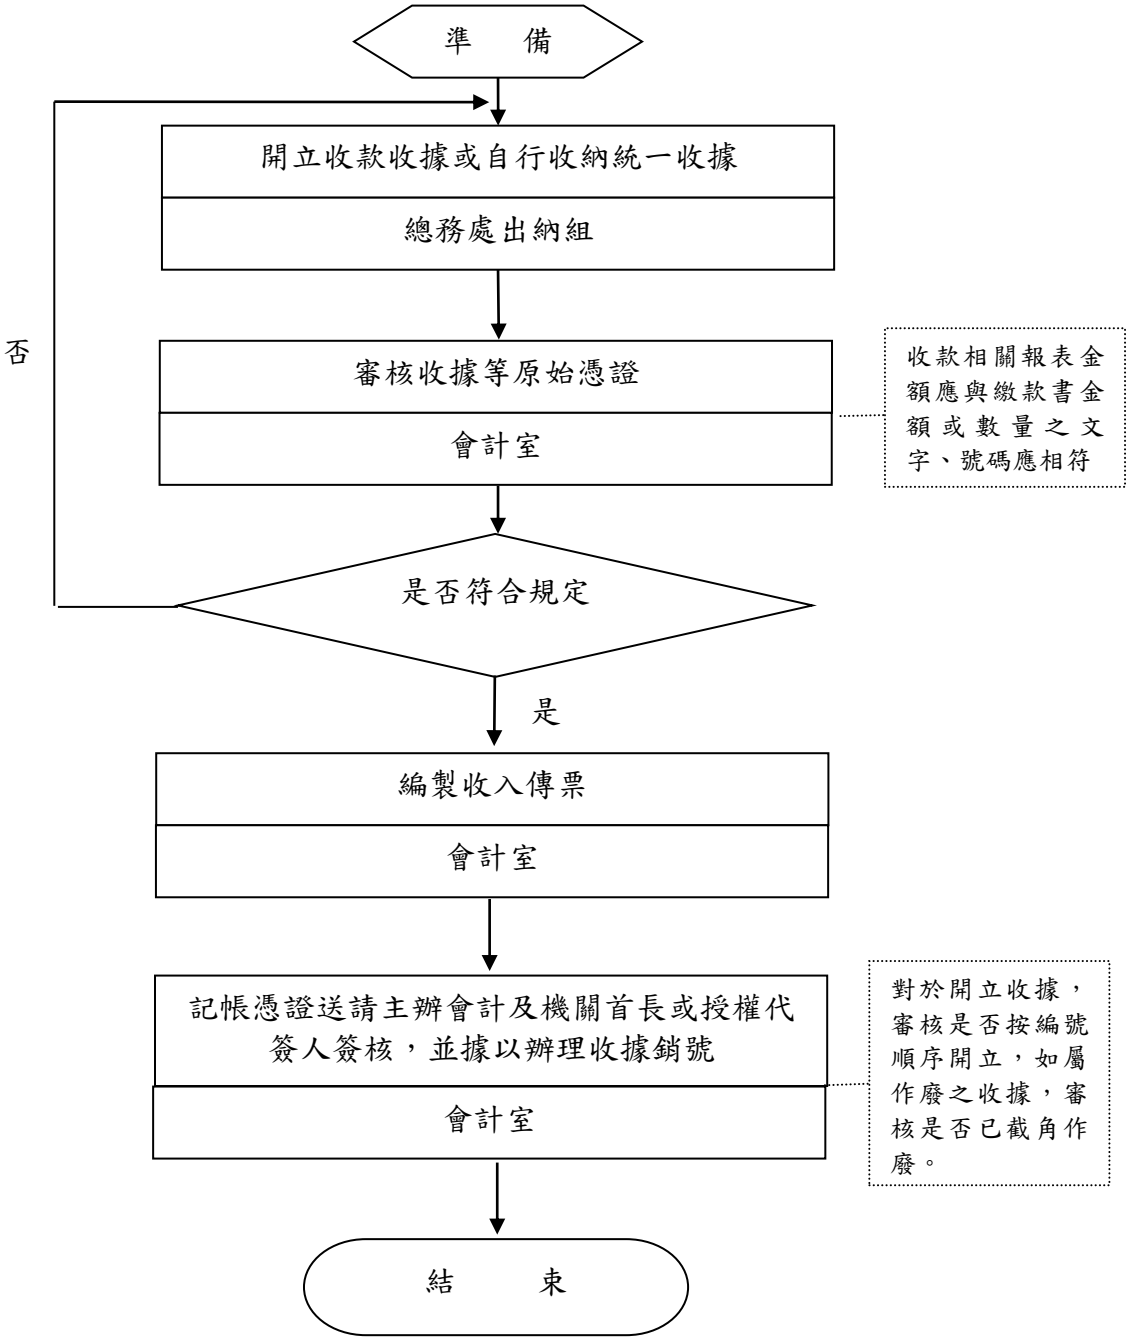 準 備
開立收款收據或自行收納統一收據
總務處出納組
否
審核收據等原始憑證
會計室
收款相關報表金
額應與繳款書金
額或數量之文
字、號碼應相符
是否符合規定
是
編製收入傳票
會計室
記帳憑證送請主辦會計及機關首長或授權代
簽人簽核，並據以辦理收據銷號
會計室
對於開立收據，
審核是否按編號
順序開立，如屬
作廢之收據，審
核是否已截角作
廢。
結 束